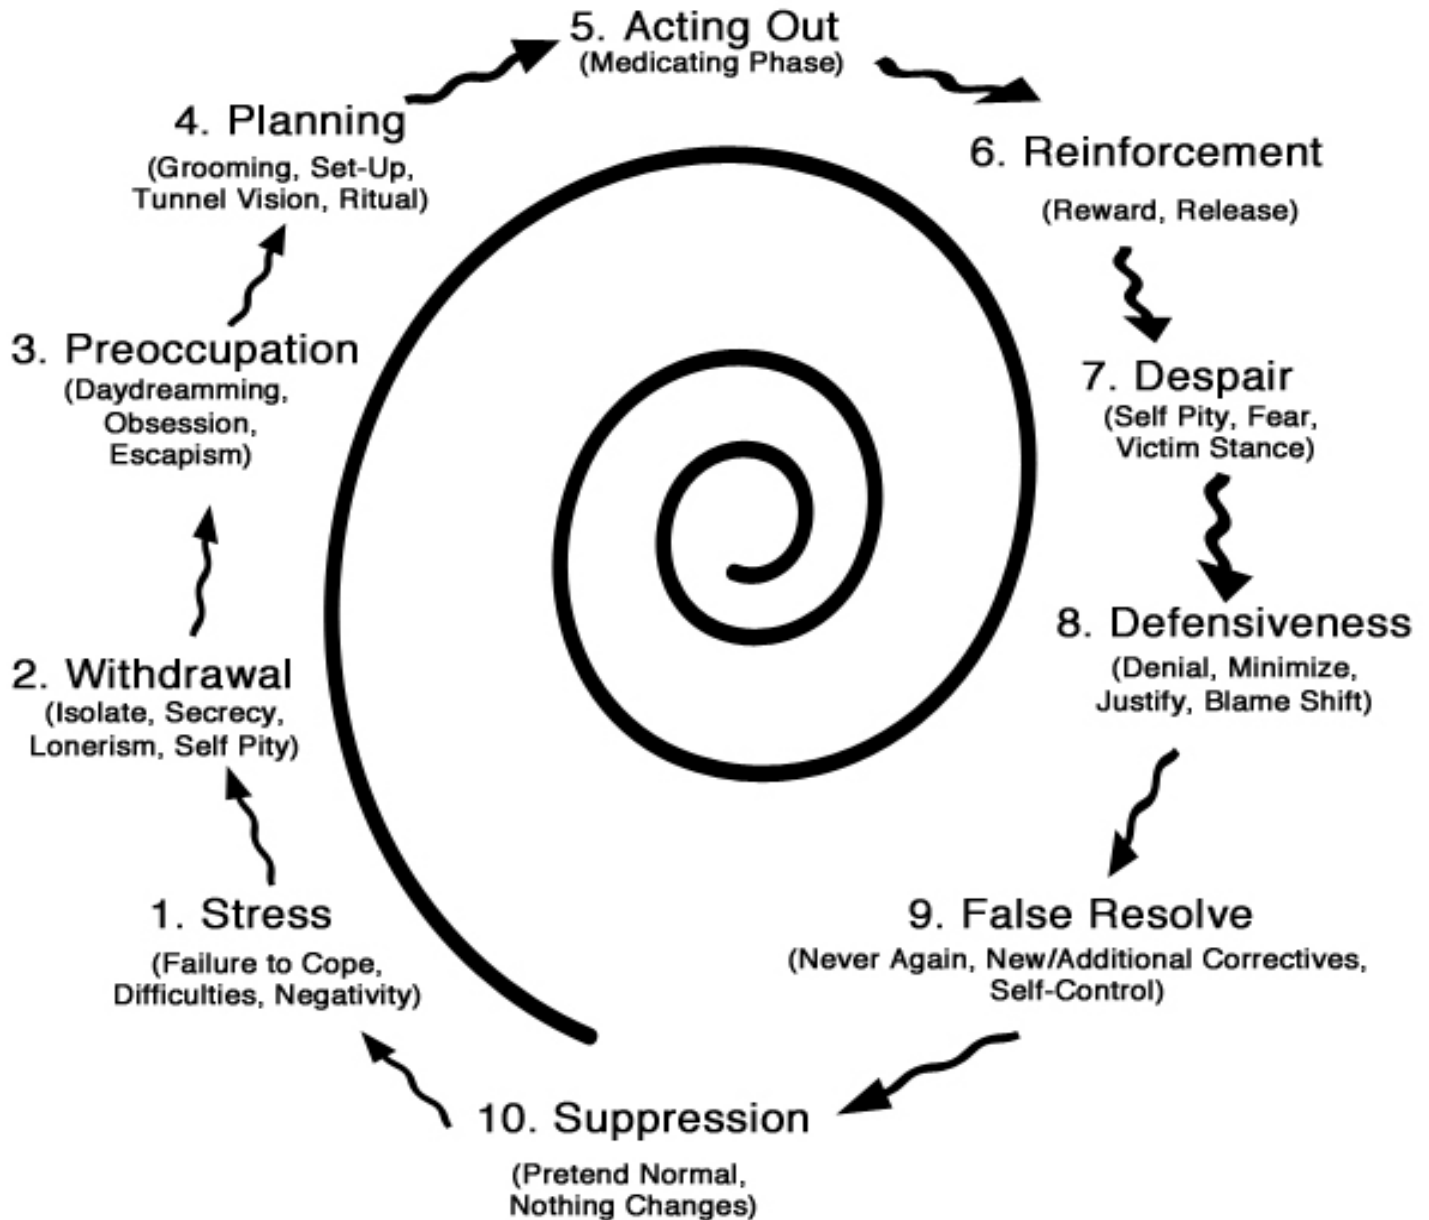 5. Acting Out
(Medicating Phase)
4. Planning
(Grooming, Set-Up,
Tunnel Vision, Ritual)
6. Reinforcement
(Reward, Release)
3. Preoccupation
(Daydreamming,
Obsession,
Escapism)
7. Despair
(Self Pity, Fear,
Victim Stance)
2. Withdrawal
(Isolate, Secrecy,
Lonerism, Self Pity)
8. Defensiveness
(Denial, Minimize,
Justify, Blame Shift)
1. Stress
(Failure to Cope,
Difficulties, Negativity)
9. False Resolve
(Never Again, New/Additional Correctives,
Self-Control)
10. Suppression
(Pretend Normal,
Nothing Changes)